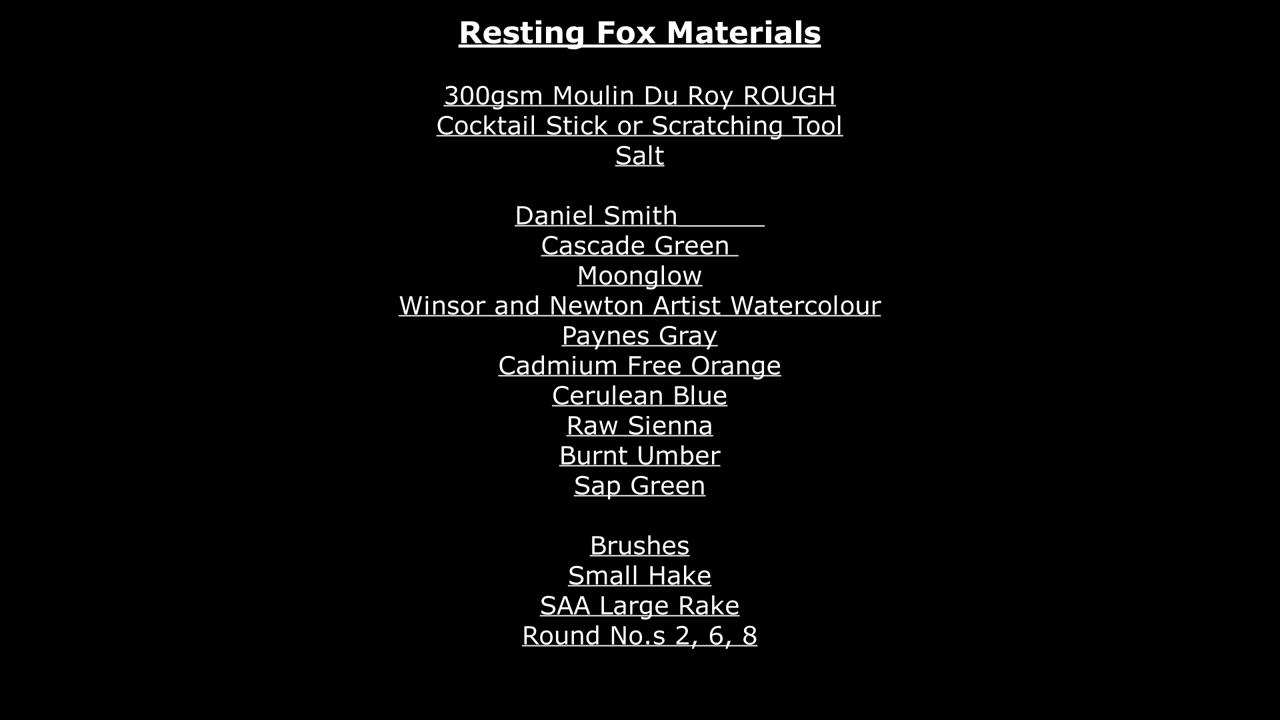 Resting Fox Materials
300gsm Moulin Du Roy ROUGH
Cocktail Stick or Scratching Tool
Salt
Daniel Smith
Cascade Green
Moonglow
Winsor and Newton Artist Watercolour
Paynes Gray
Cadmium Free Orange
Cerulean Blue
Raw Sienna
Burnt Umber
Sap Green
Brushes
Small Hake
SAA Large Rake
Round No.s 2, 6, 8